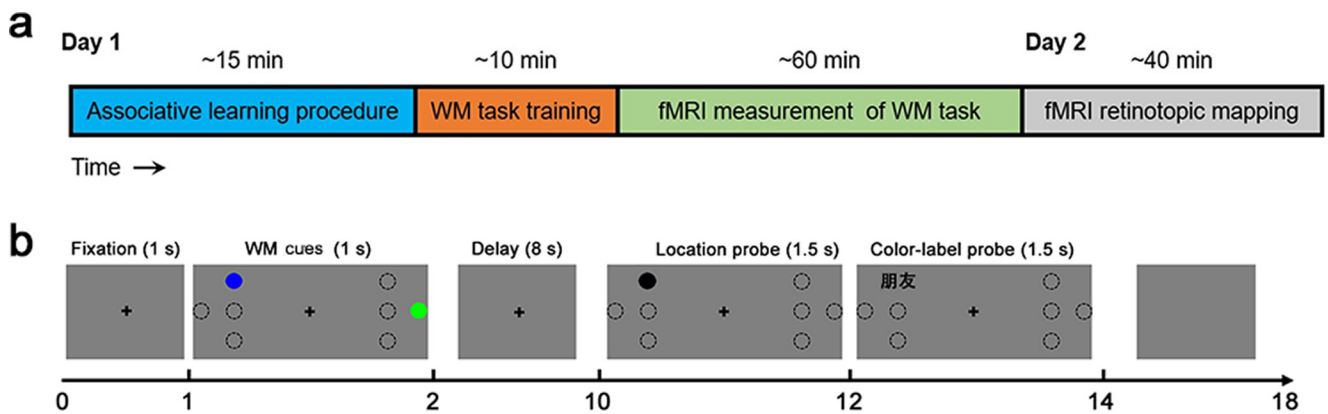 a
Day 1
Day 2
~15 min
~10 min
~60 min
~40 min
Associative learning procedure
WM task training
fMRI measurement of WM task
fMRI retinotopic mapping
Time
b
Fixation (1 s)
WM cues (1 s)
Delay (8 s)
Location probe (1.5 s)
Color-label probe (1.5 s)
朋友
0
1
2
10
12
14
18